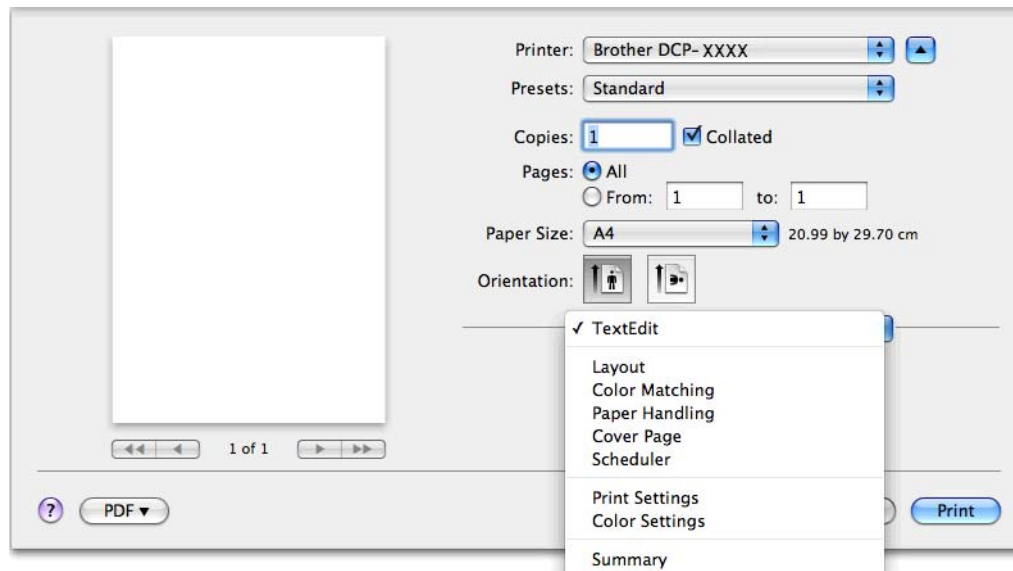 Printer: Brother DCP-XXXX
Presets: Standard
Copies: 1 Collated
Pages: All
From: 1 to: 1
Paper Size: A4 20.99 by 29.70 cm
Orientation:
✓ TextEdit
Layout
Color Matching
Paper Handling
Cover Page
Scheduler
Print Settings
Color Settings
Summary
1 of 1
? PDF ▼ Print